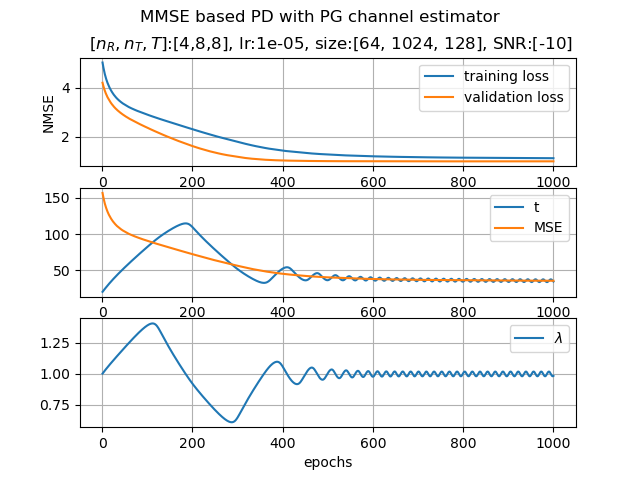 MMSE based PD with PG channel estimator
[n_R, n_T, T]:[4,8,8], lr:1e-05, size:[64, 1024, 128], SNR:[-10]
NMSE
4
2
training loss
validation loss
0 200 400 600 800 1000
150
100
50
t
MSE
0 200 400 600 800 1000
1.25
1.00
0.75
λ
0 200 400 600 800 1000
epochs